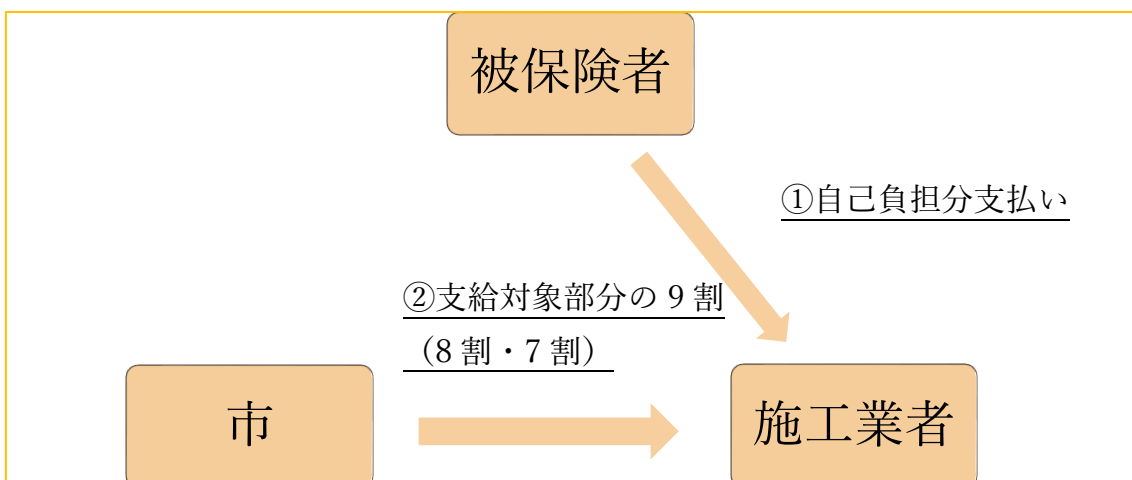 被保険者
①自己負担分支払い
②支給対象部分の 9 割
（8 割・7 割）
市
施工業者